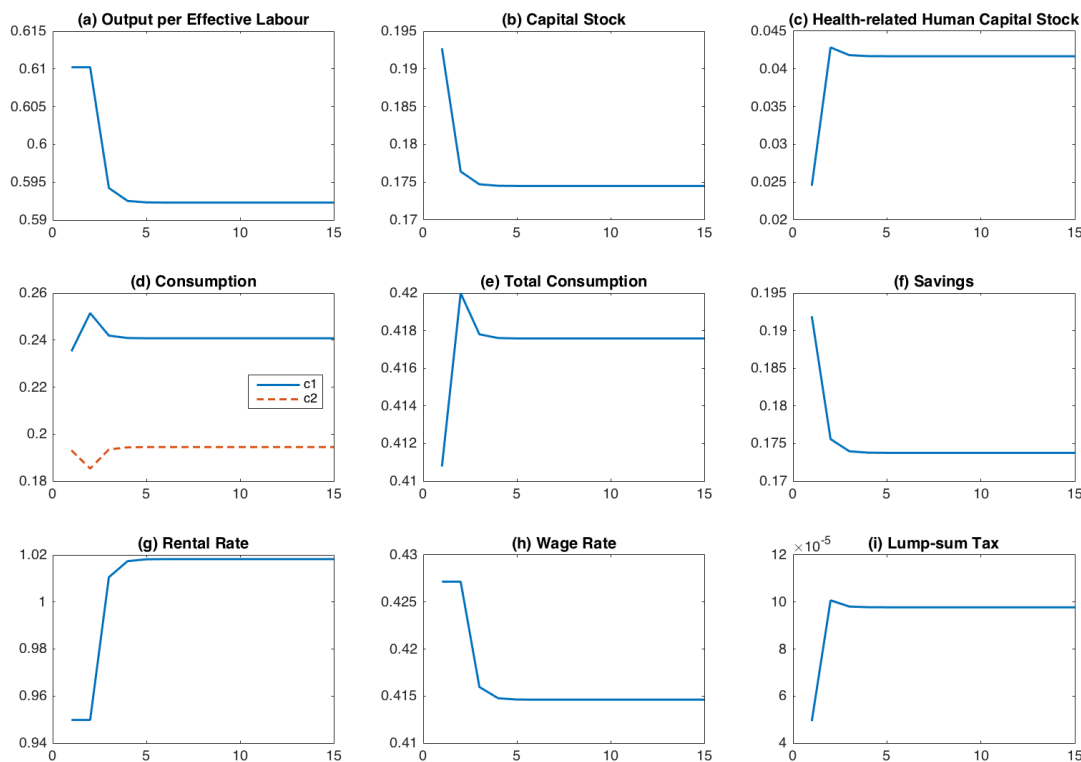 (a) Output per Effective Labour
0.615
0.61
0.605
0.6
0.595
0.59
0 5 10 15
(b) Capital Stock
0.195
0.19
0.185
0.18
0.175
0.17
0 5 10 15
(c) Health-related Human Capital Stock
0.045
0.04
0.035
0.03
0.025
0.02
0 5 10 15
(d) Consumption
0.26
0.24
0.22
0.2
0.18
c1
c2
0 5 10 15
(e) Total Consumption
0.42
0.418
0.416
0.414
0.412
0.41
0 5 10 15
(f) Savings
0.195
0.19
0.185
0.18
0.175
0.17
0 5 10 15
(g) Rental Rate
1.02
1
0.98
0.96
0.94
0 5 10 15
(h) Wage Rate
0.43
0.425
0.42
0.415
0.41
0 5 10 15
(i) Lump-sum Tax
×10-5
12
10
8
6
4
0 5 10 15